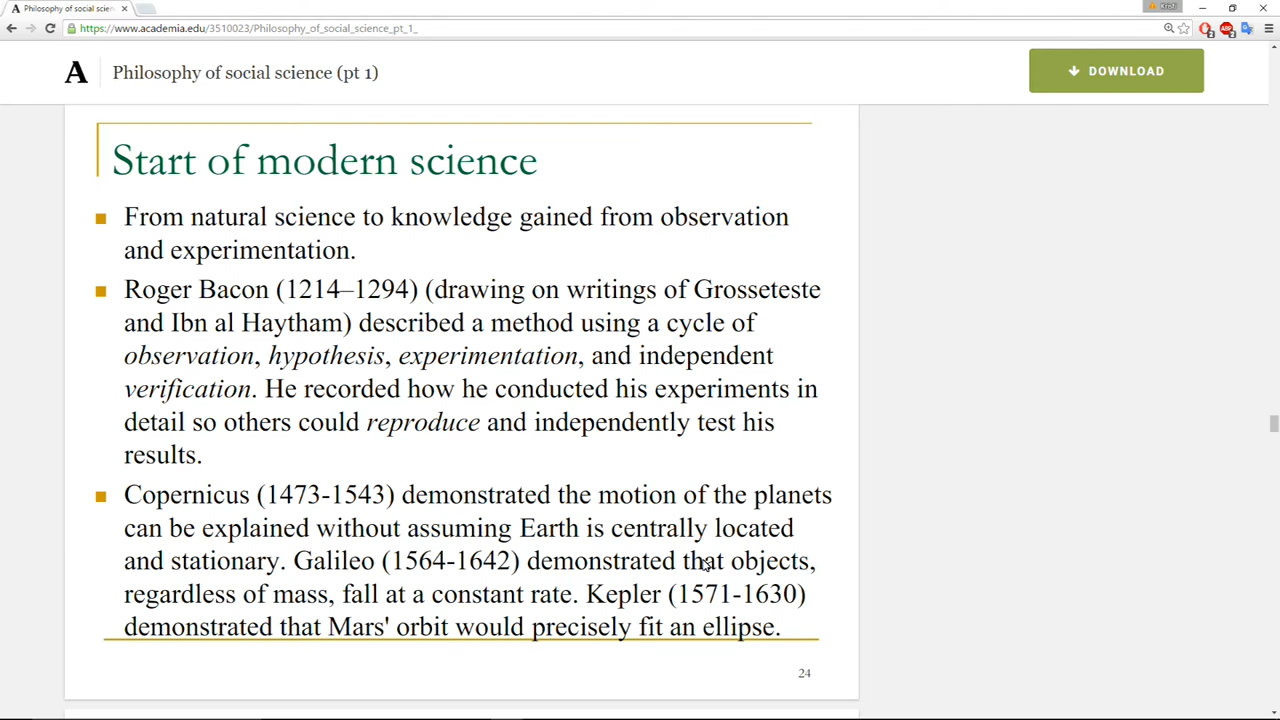 Philosophy of social scien
Kristi
https://www.academia.edu/3510023/Philosophy_of_social_science_pt_1_
A Philosophy of social science (pt 1)
DOWNLOAD
Start of modern science
From natural science to knowledge gained from observation
and experimentation.
Roger Bacon (1214–1294) (drawing on writings of Grosseteste
and Ibn al Haytham) described a method using a cycle of
observation, hypothesis, experimentation, and independent
verification. He recorded how he conducted his experiments in
detail so others could reproduce and independently test his
results.
Copernicus (1473-1543) demonstrated the motion of the planets
can be explained without assuming Earth is centrally located
and stationary. Galileo (1564-1642) demonstrated that objects,
regardless of mass, fall at a constant rate. Kepler (1571-1630)
demonstrated that Mars' orbit would precisely fit an ellipse.
24